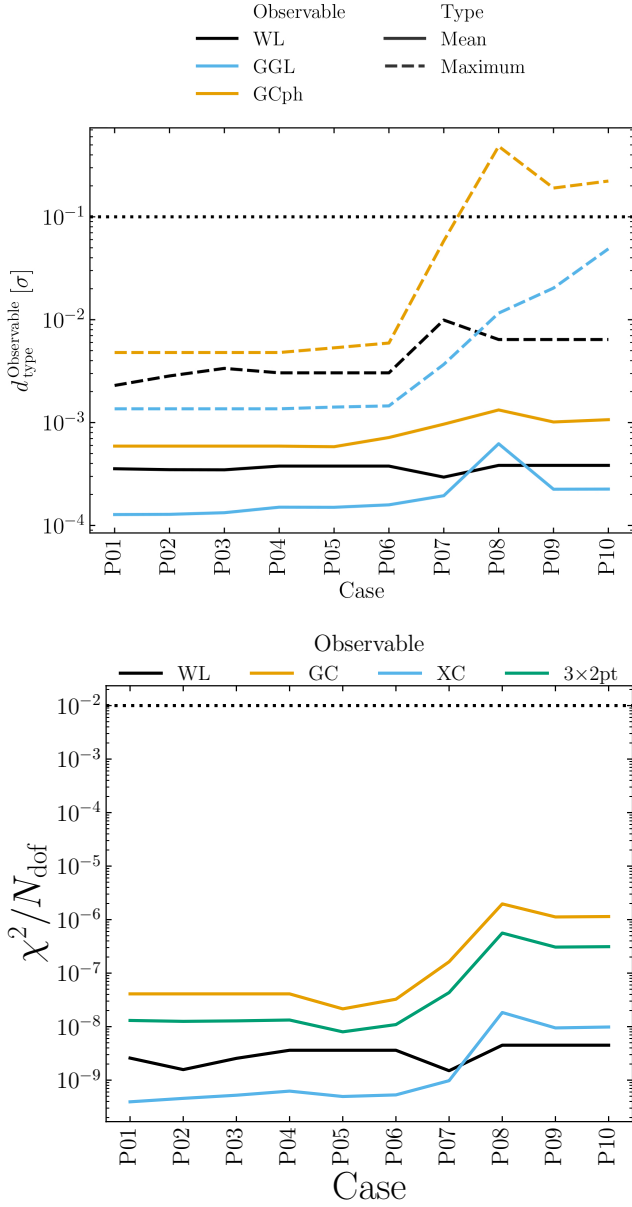 Observable Type
WL Mean
GGL Maximum
GCph
d_type^Observable [σ]
10^−1
10^−2
10^−3
10^−4
P01 P02 P03 P04 P05 P06 P07 P08 P09 P10
Case
Observable
WL GC XC 3×2pt
χ^2/N_dof
10^−2
10^−3
10^−4
10^−5
10^−6
10^−7
10^−8
10^−9
P01 P02 P03 P04 P05 P06 P07 P08 P09 P10
Case